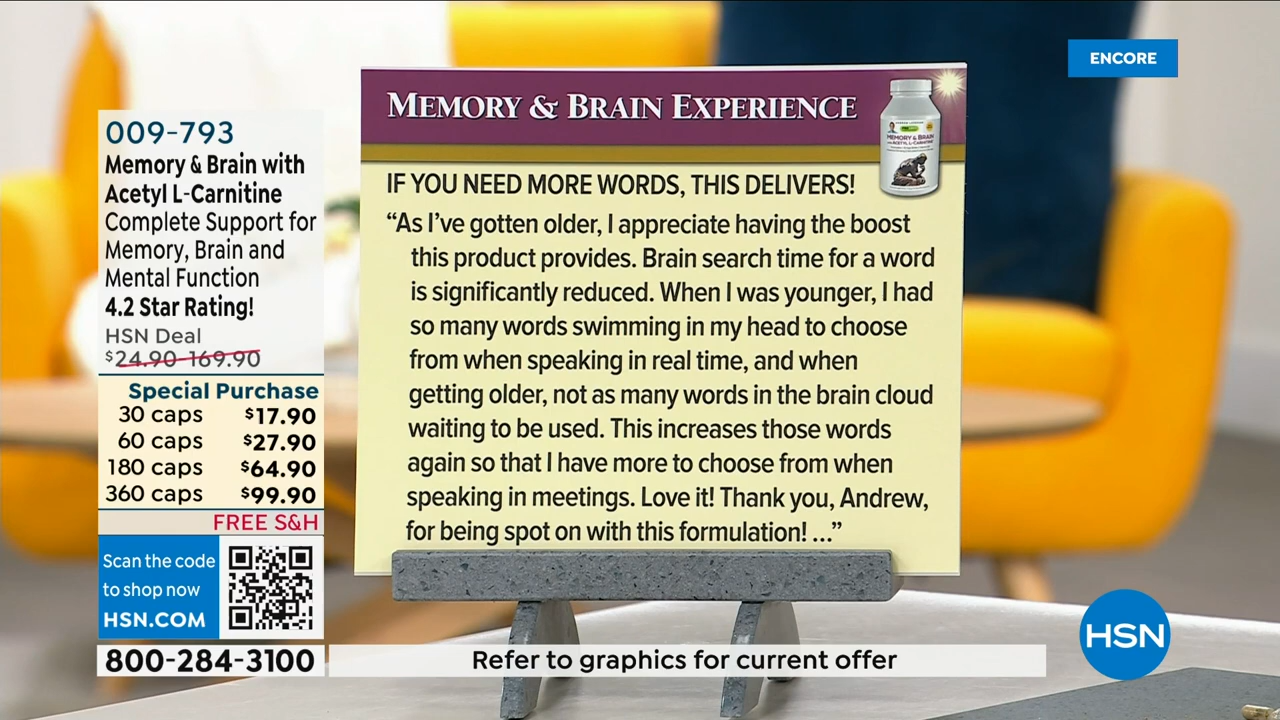 ENCORE
009-793
Memory & Brain with
Acetyl L-Carnitine
Complete Support for
Memory, Brain and
Mental Function
4.2 Star Rating!
HSN Deal
$24.90-169.90
Special Purchase
30 caps $17.90
60 caps $27.90
180 caps $64.90
360 caps $99.90
FREE S&H
Scan the code
to shop now
HSN.COM
800-284-3100
MEMORY & BRAIN EXPERIENCE
MEMORY & BRAIN
IF YOU NEED MORE WORDS, THIS DELIVERS!
“As I’ve gotten older, I appreciate having the boost
this product provides. Brain search time for a word
is significantly reduced. When I was younger, I had
so many words swimming in my head to choose
from when speaking in real time, and when
getting older, not as many words in the brain cloud
waiting to be used. This increases those words
again so that I have more to choose from when
speaking in meetings. Love it! Thank you, Andrew,
for being spot on with this formulation! ...”
Refer to graphics for current offer
HSN